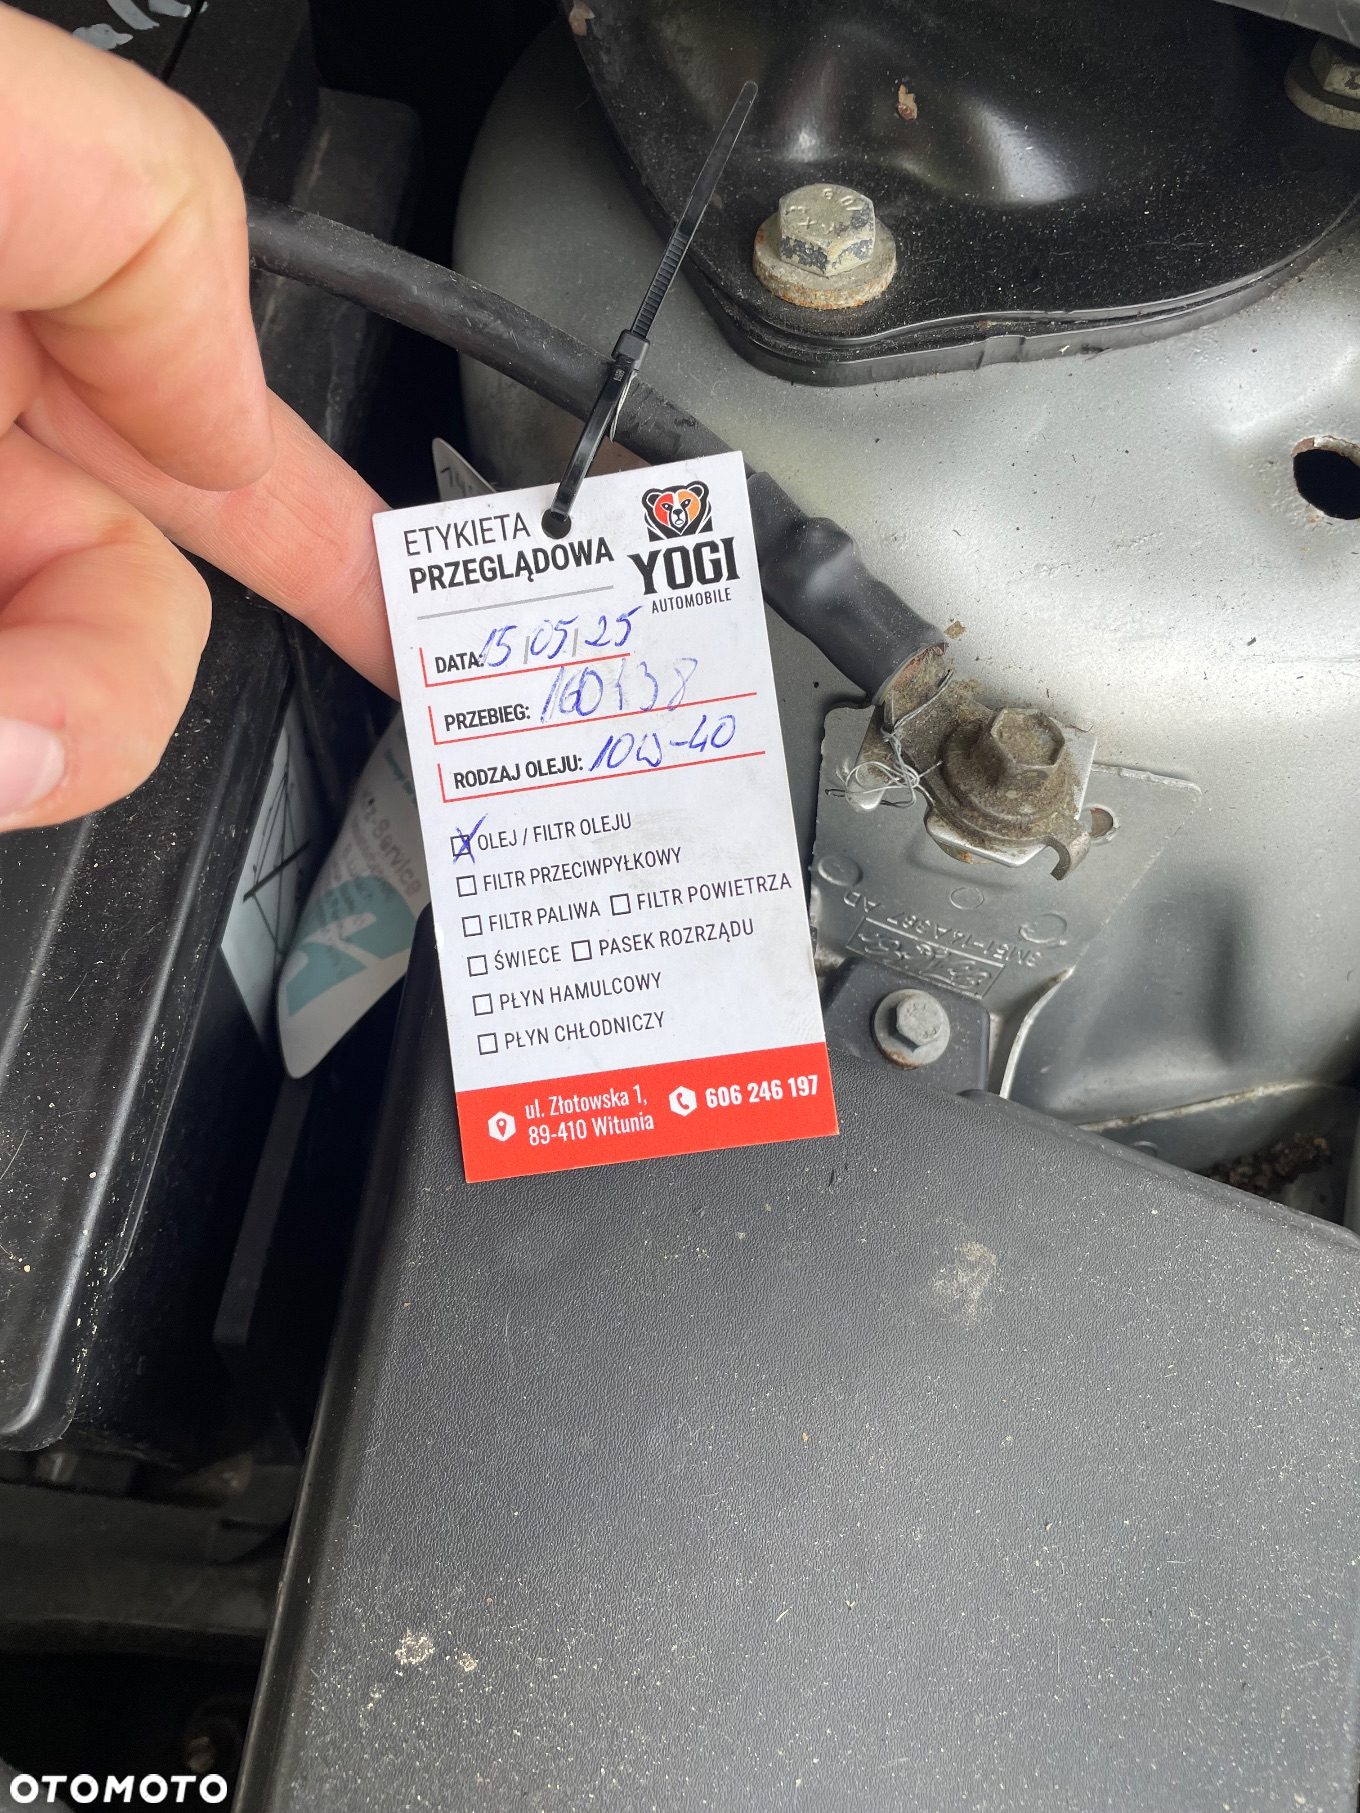 ETYKIETA
PRZEGLĄDOWA
YOGI
AUTOMOBILE
DATA: 15/05/25
PRZEBIEG: 160138
RODZAJ OLEJU: 10W-40
OLEJ / FILTR OLEJU
FILTR PRZECIWPYŁKOWY
FILTR PALIWA FILTR POWIETRZA
ŚWIECE PASEK ROZRZĄDU
PŁYN HAMULCOWY
PŁYN CHŁODNICZY
ul. Złotowska 1,
89-410 Witunia
606 246 197
OTOMOTO